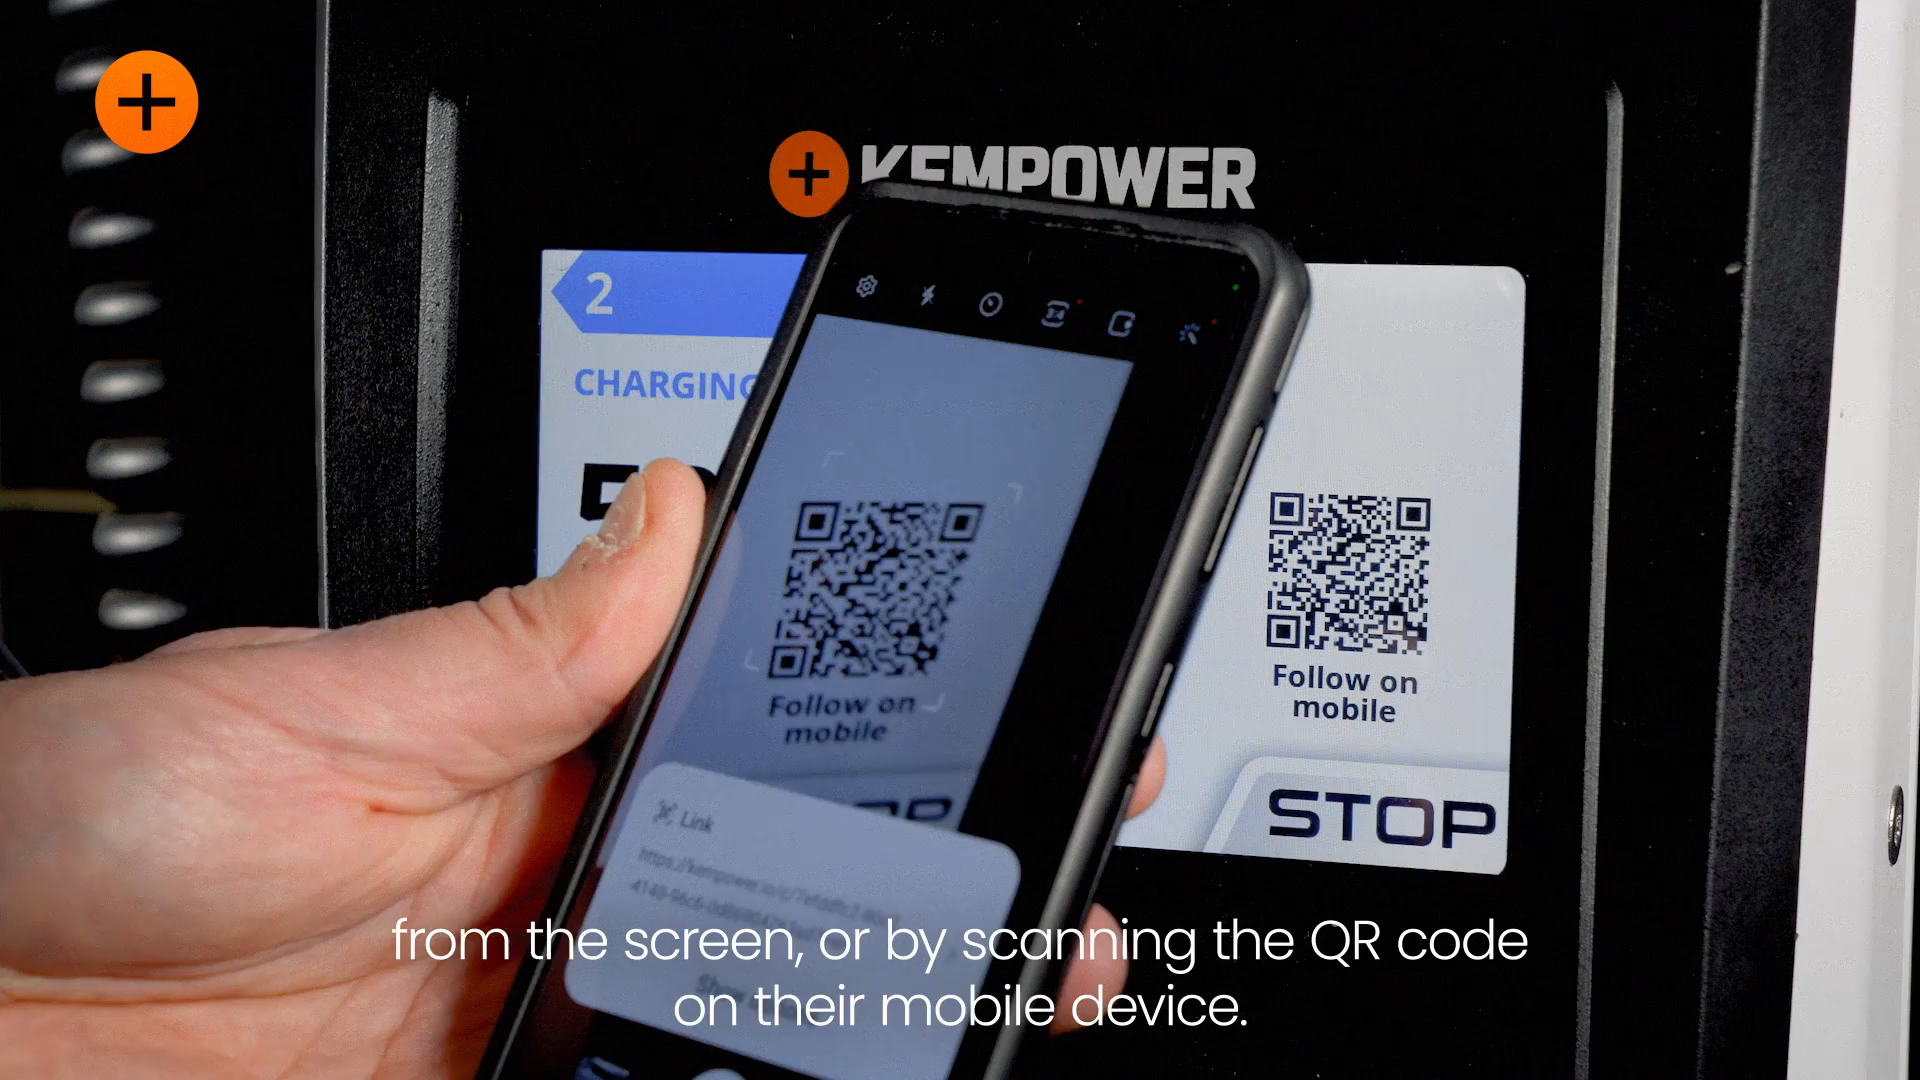 KEMPOWER
2
CHARGING
Follow on
mobile
STOP
Follow on
mobile
Link
from the screen, or by scanning the QR code
on their mobile device.